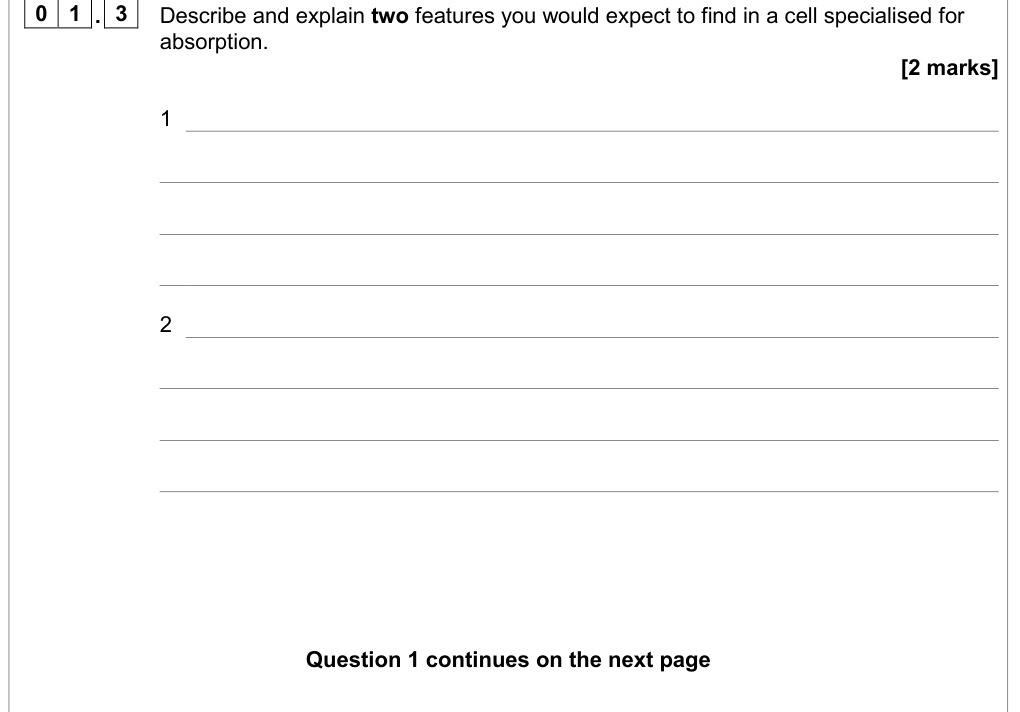 0 1 . 3 Describe and explain two features you would expect to find in a cell specialised for
absorption.
[2 marks]
1
2
Question 1 continues on the next page